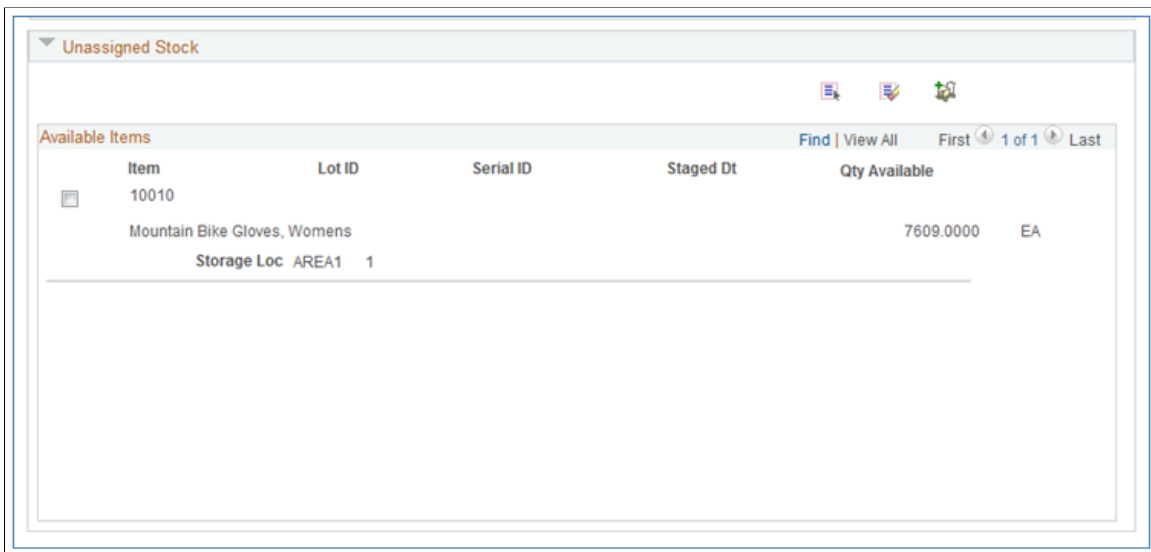 Unassigned Stock
Available Items Find | View All First 1 of 1 Last
Item Lot ID Serial ID Staged Dt Qty Available
10010
Mountain Bike Gloves, Womens 7609.0000 EA
Storage Loc AREA1 1